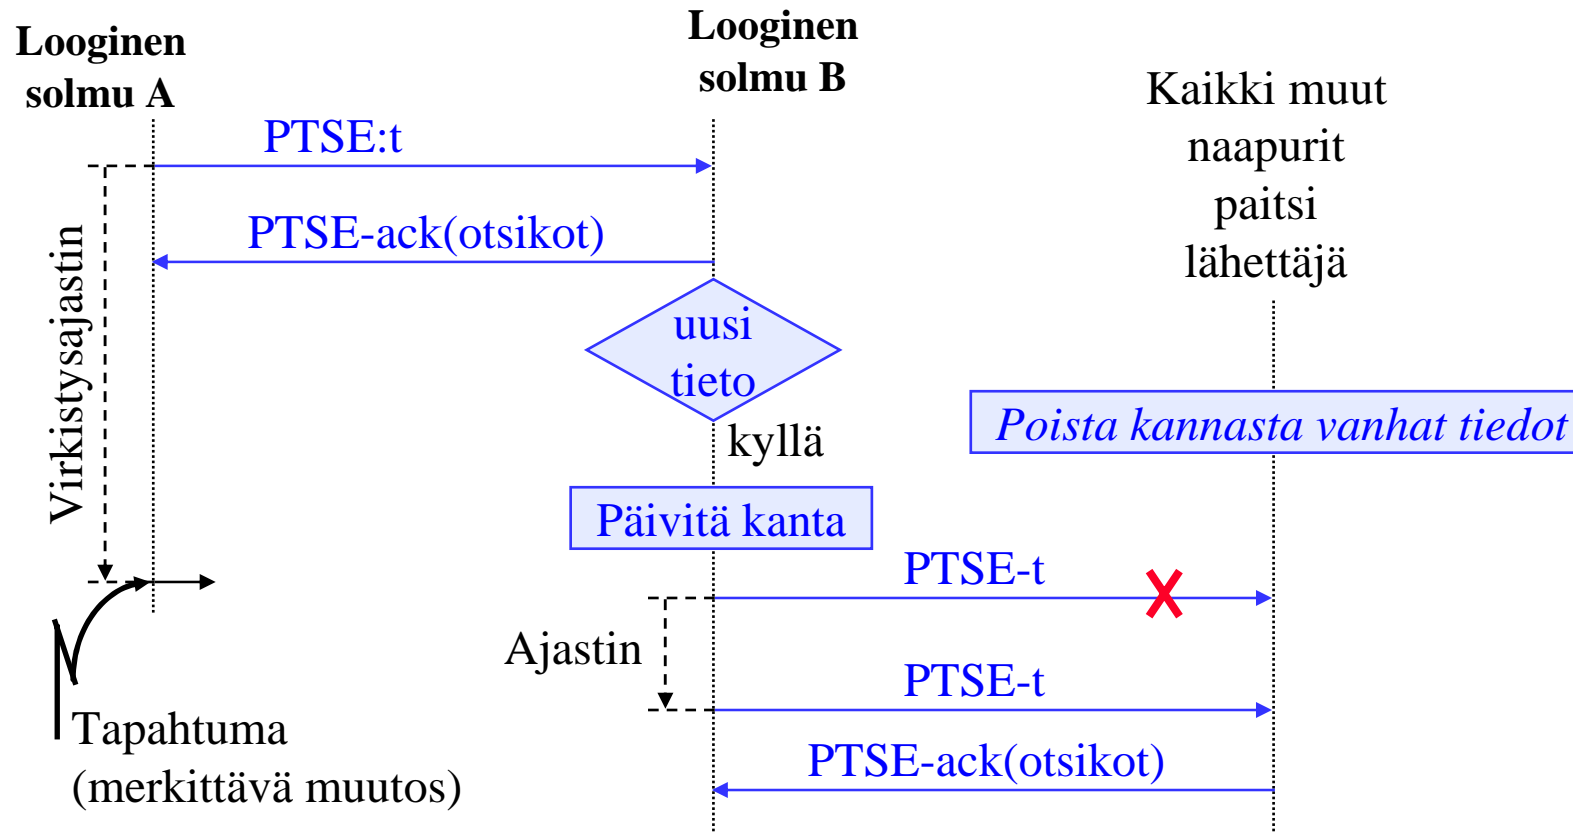 Looginen
solmu A
Looginen
solmu B
Kaikki muut
naapurit
paitsi
lähettäjä
PTSE:t
PTSE-ack(otsikot)
Virkistysajastin
uusi
tieto
kyllä
Poista kannasta vanhat tiedot
Päivitä kanta
PTSE-t
Ajastin
PTSE-t
PTSE-ack(otsikot)
Tapahtuma
(merkittävä muutos)